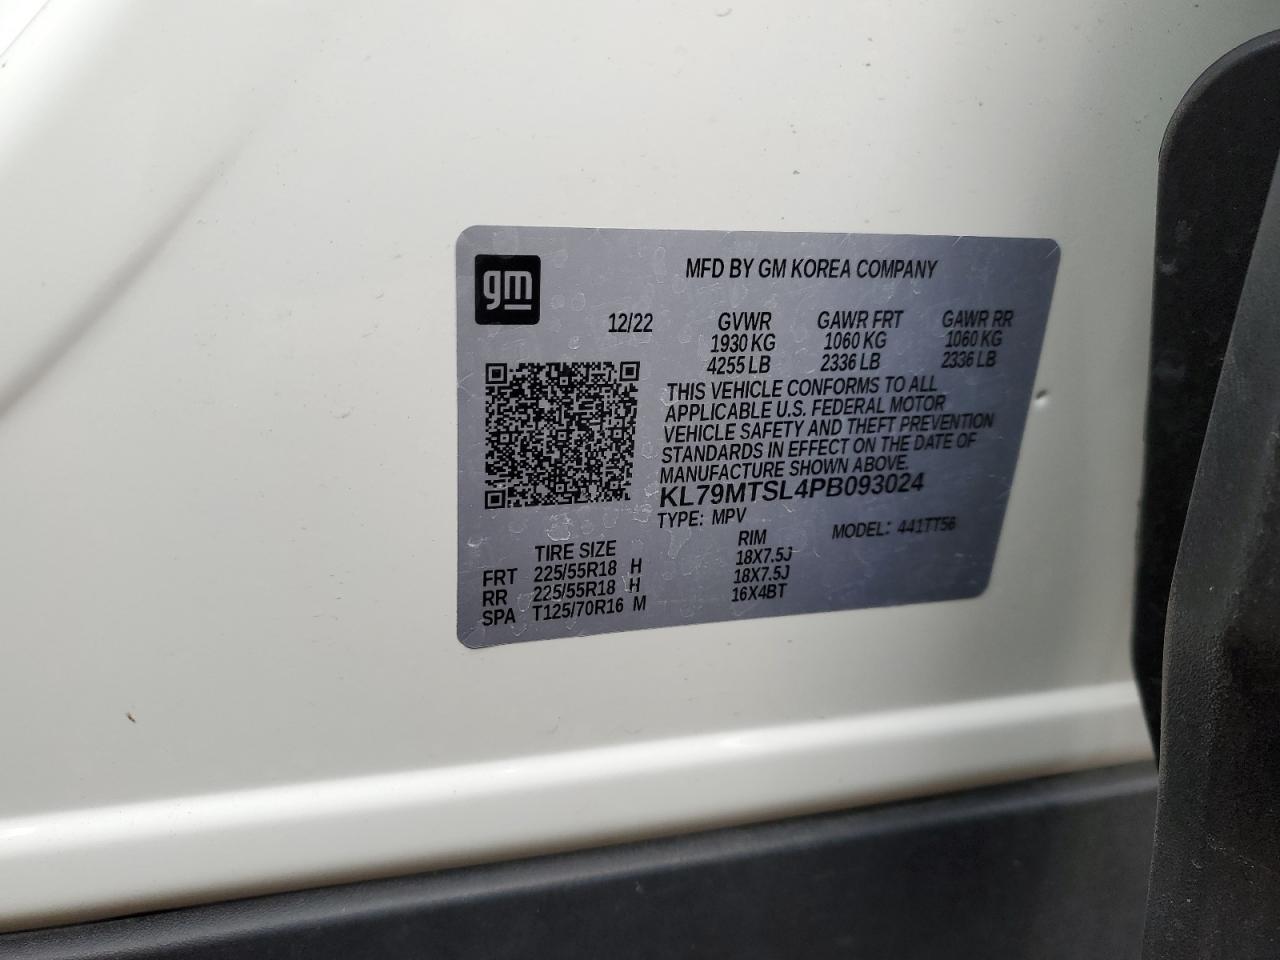 gm
MFD BY GM KOREA COMPANY
12/22 GVWR GAWR FRT GAWR RR
1930 KG 1060 KG 1060 KG
4255 LB 2336 LB 2336 LB
THIS VEHICLE CONFORMS TO ALL
APPLICABLE U.S. FEDERAL MOTOR
VEHICLE SAFETY AND THEFT PREVENTION
STANDARDS IN EFFECT ON THE DATE OF
MANUFACTURE SHOWN ABOVE.
KL79MTSL4PB093024
TYPE: MPV MODEL: 441TT56
TIRE SIZE RIM
FRT 225/55R18 H 18X7.5J
RR 225/55R18 H 18X7.5J
SPA T125/70R16 M 16X4BT